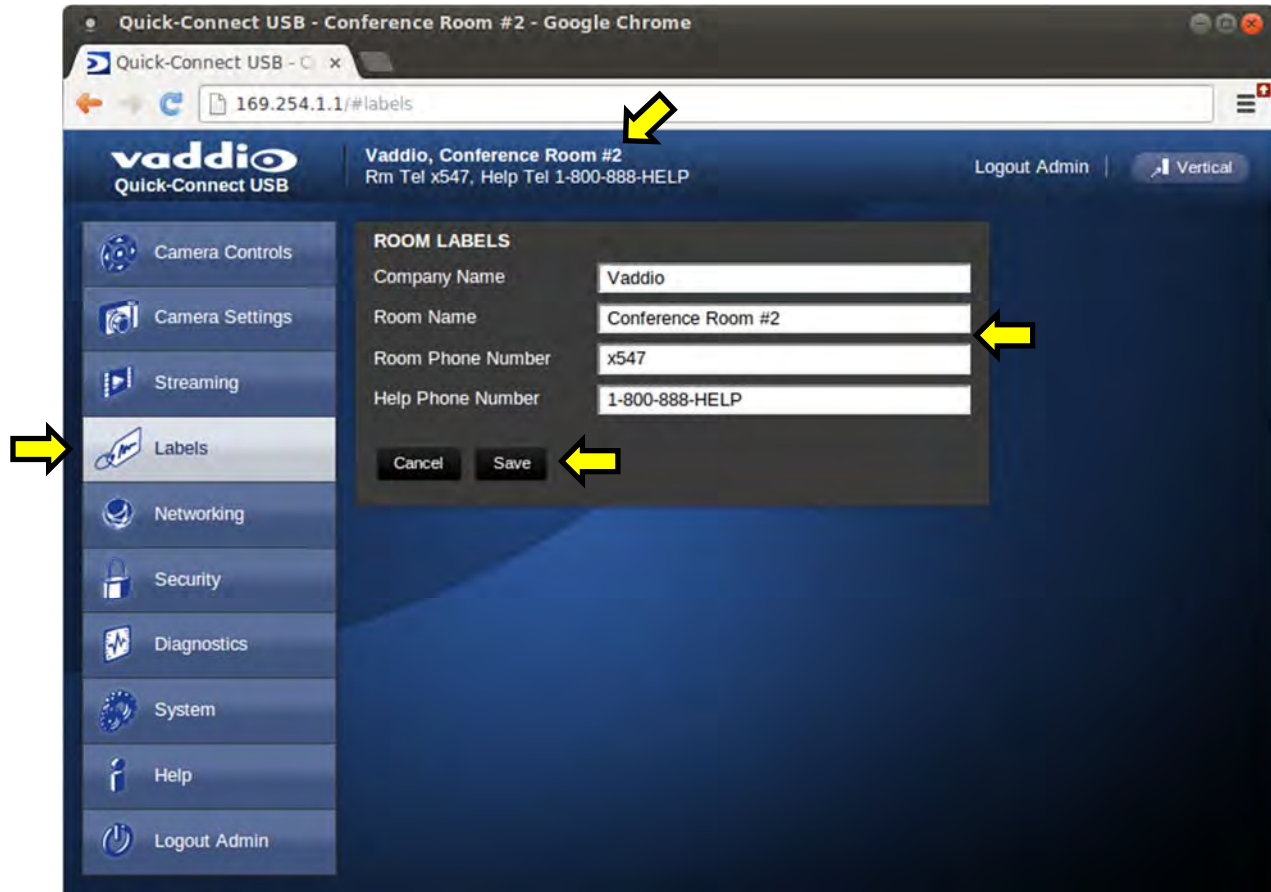 Quick-Connect USB - Conference Room #2 - Google Chrome
Quick-Connect USB - C
169.254.1.1/#labels
vaddio
Quick-Connect USB
Vaddio, Conference Room #2
Rm Tel x547, Help Tel 1-800-888-HELP
Logout Admin
Vertical
Camera Controls
Camera Settings
Streaming
Labels
Networking
Security
Diagnostics
System
Help
Logout Admin
ROOM LABELS
Company Name Vaddio
Room Name Conference Room #2
Room Phone Number x547
Help Phone Number 1-800-888-HELP
Cancel Save